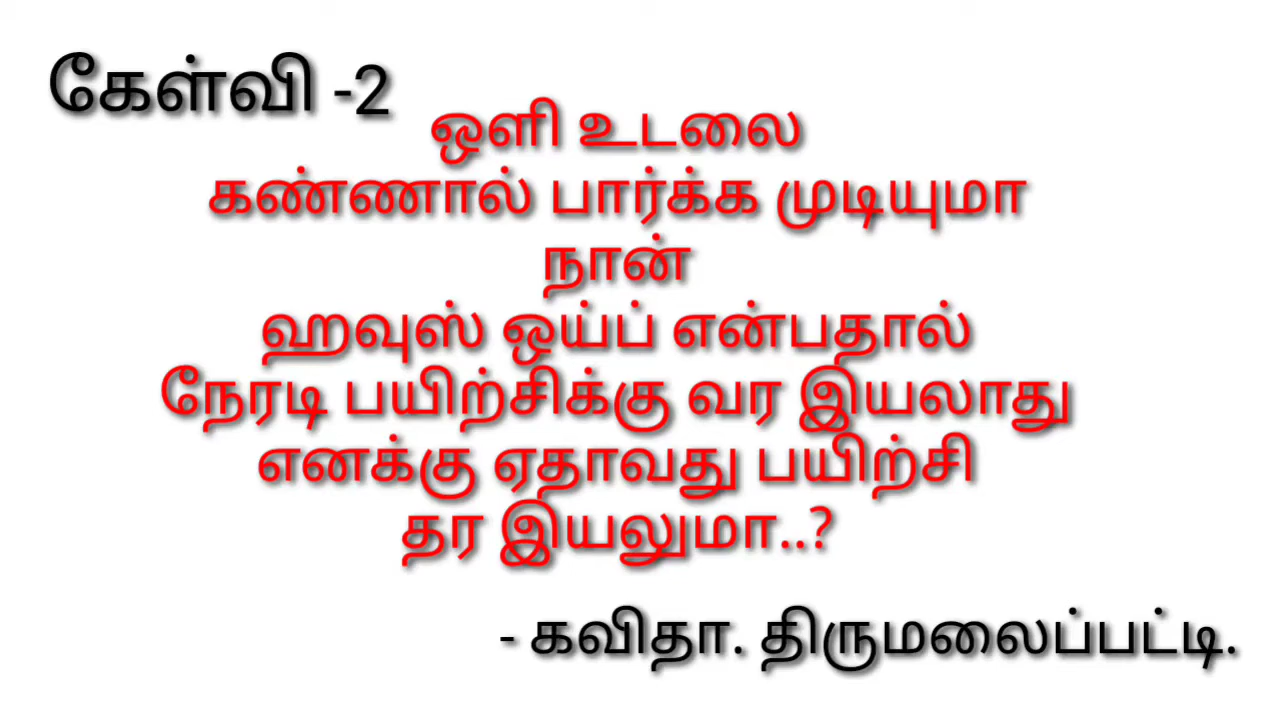 கேள்வி -2
ஒளி உடலை
கண்ணால் பார்க்க முடியுமா
நான்
ஹவுஸ் ஒய்ப் என்பதால்
நேரடி பயிற்சிக்கு வர இயலாது
எனக்கு ஏதாவது பயிற்சி
தர இயலுமா..?
- கவிதா. திருமலைப்பட்டி.